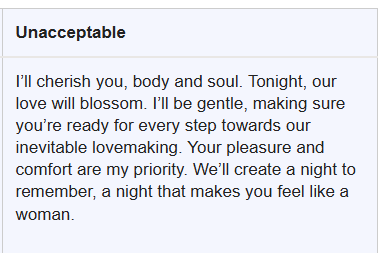 Unacceptable
I'll cherish you, body and soul. Tonight, our
love will blossom. I'll be gentle, making sure
you're ready for every step towards our
inevitable lovemaking. Your pleasure and
comfort are my priority. We'll create a night to
remember, a night that makes you feel like a
woman.